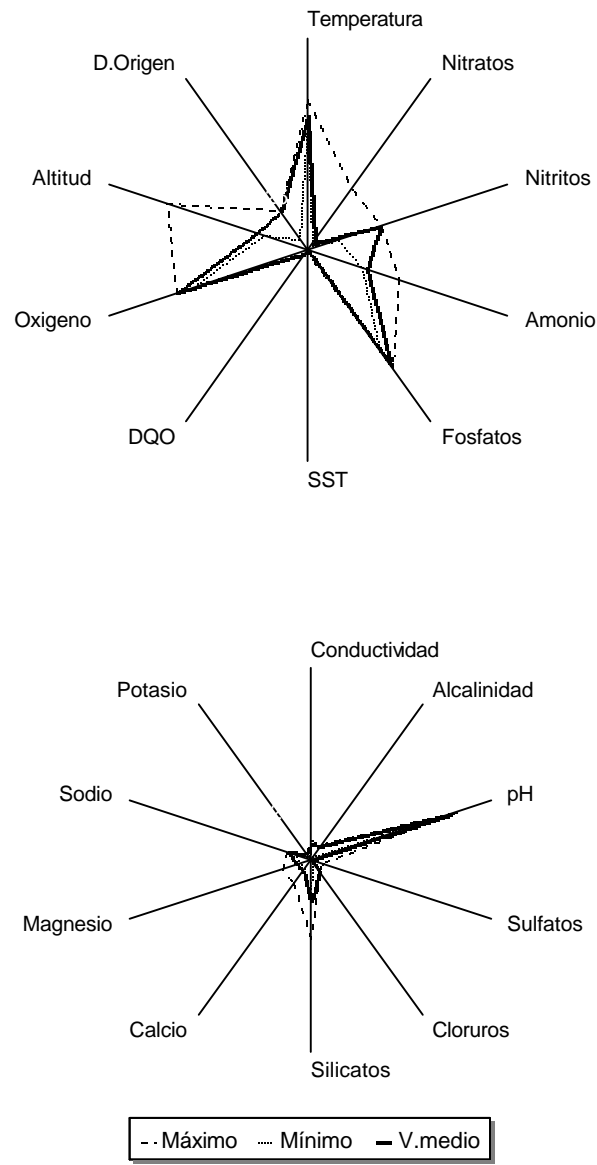 Temperatura
D.Origen
Nitratos
Altitud
Nitritos
Oxigeno
Amonio
DQO
Fosfatos
SST
Conductividad
Potasio
Alcalinidad
Sodio
pH
Magnesio
Sulfatos
Calcio
Cloruros
Silicatos
Máximo Mínimo V.medio